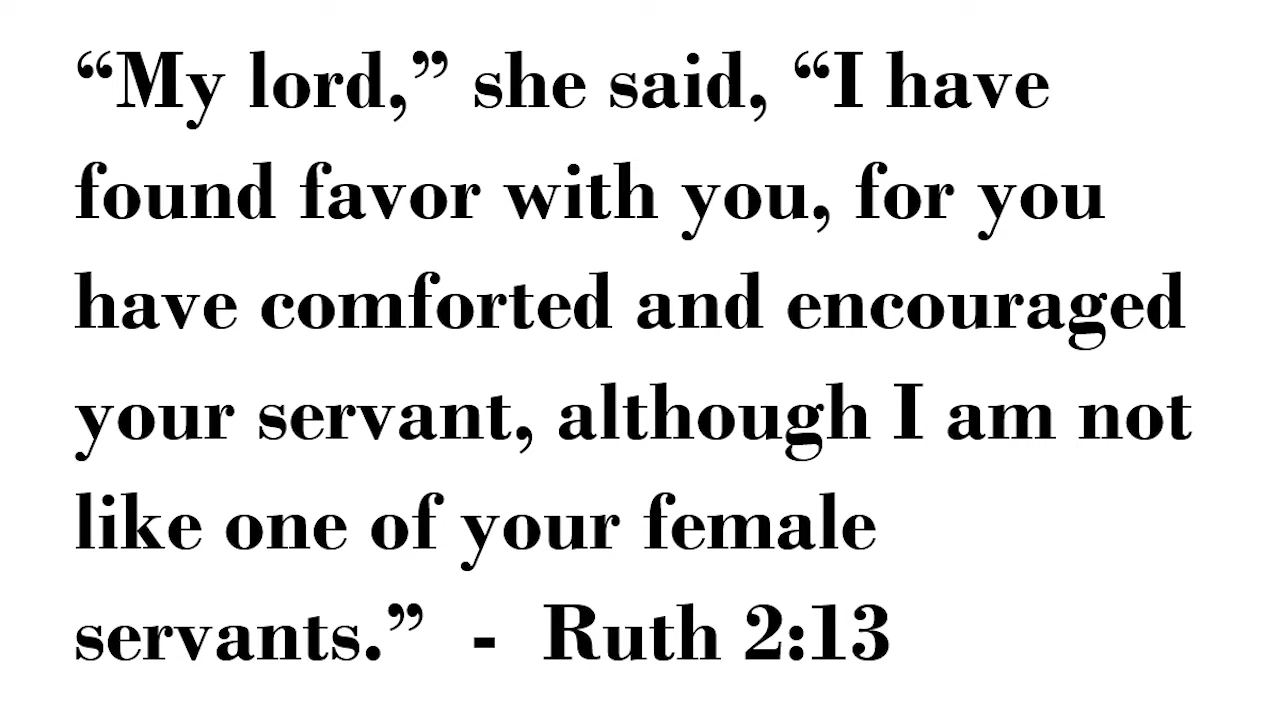 “My lord,” she said, “I have
found favor with you, for you
have comforted and encouraged
your servant, although I am not
like one of your female
servants.”  -  Ruth 2:13